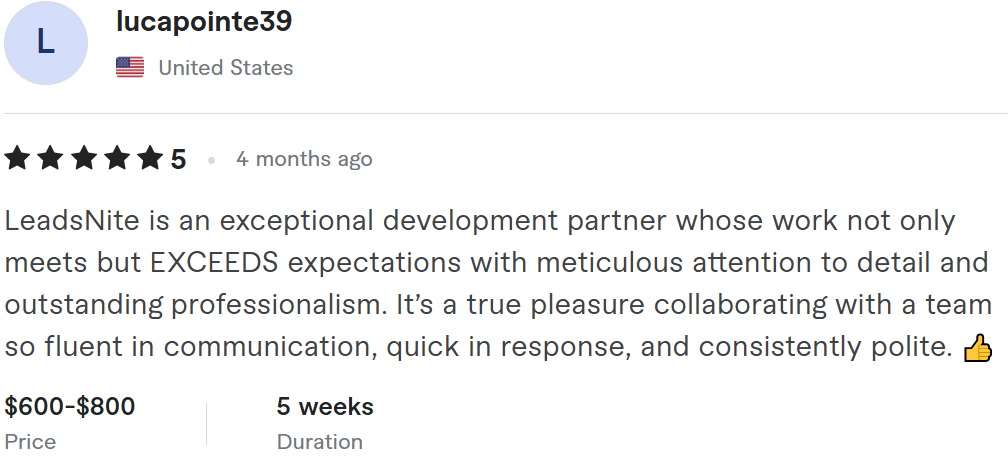 L
lucapointe39
United States
5
4 months ago
LeadsNite is an exceptional development partner whose work not only
meets but EXCEEDS expectations with meticulous attention to detail and
outstanding professionalism. It’s a true pleasure collaborating with a team
so fluent in communication, quick in response, and consistently polite. 👍
$600-$800
5 weeks
Price
Duration